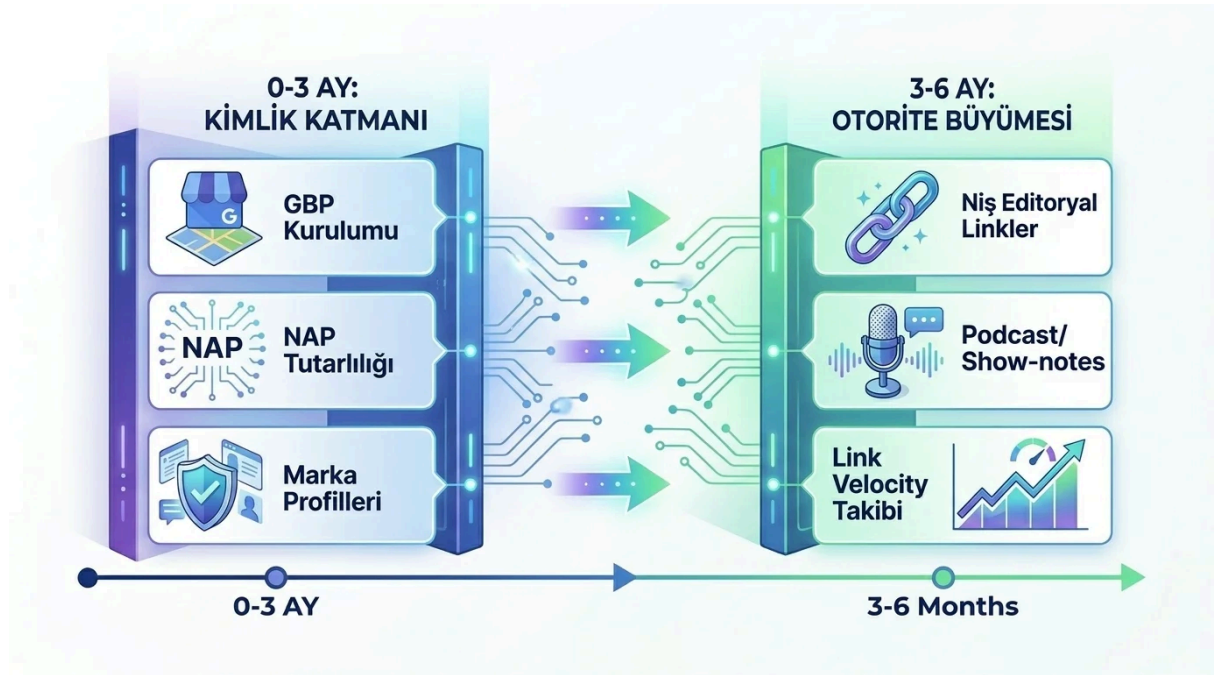 0-3 AY:
KİMLİK KATMANI
G
GBP
Kurulumu
NAP
NAP
Tutarlılığı
Marka
Profilleri
3-6 AY:
OTORİTE BÜYÜMESİ
Niş Editoryal
Linkler
Podcast/
Show-notes
Link
Velocity
Takibi
0-3 AY
3-6 Months